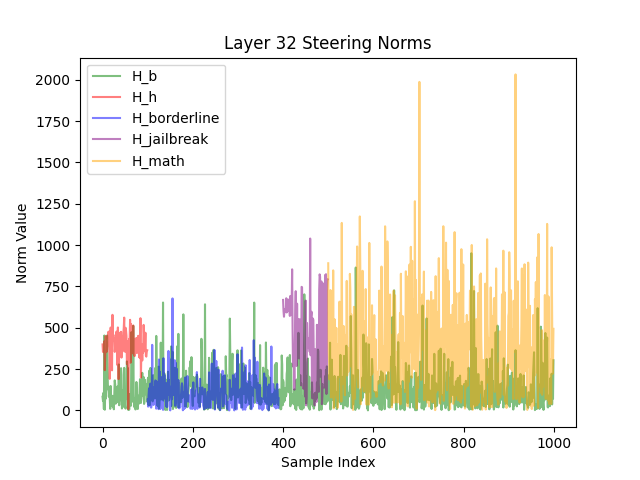 Layer 32 Steering Norms
H_b
H_h
H_borderline
H_jailbreak
H_math
Norm Value
2000
1750
1500
1250
1000
750
500
250
0
0 200 400 600 800 1000
Sample Index